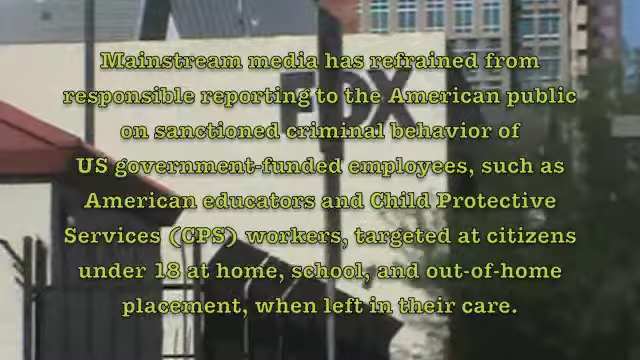 Mainstream media has refrained from
responsible reporting to the American public
on sanctioned criminal behavior of
US government-funded employees, such as
American educators and Child Protective
Services (CPS) workers, targeted at citizens
under 18 at home, school, and out-of-home
placement, when left in their care.